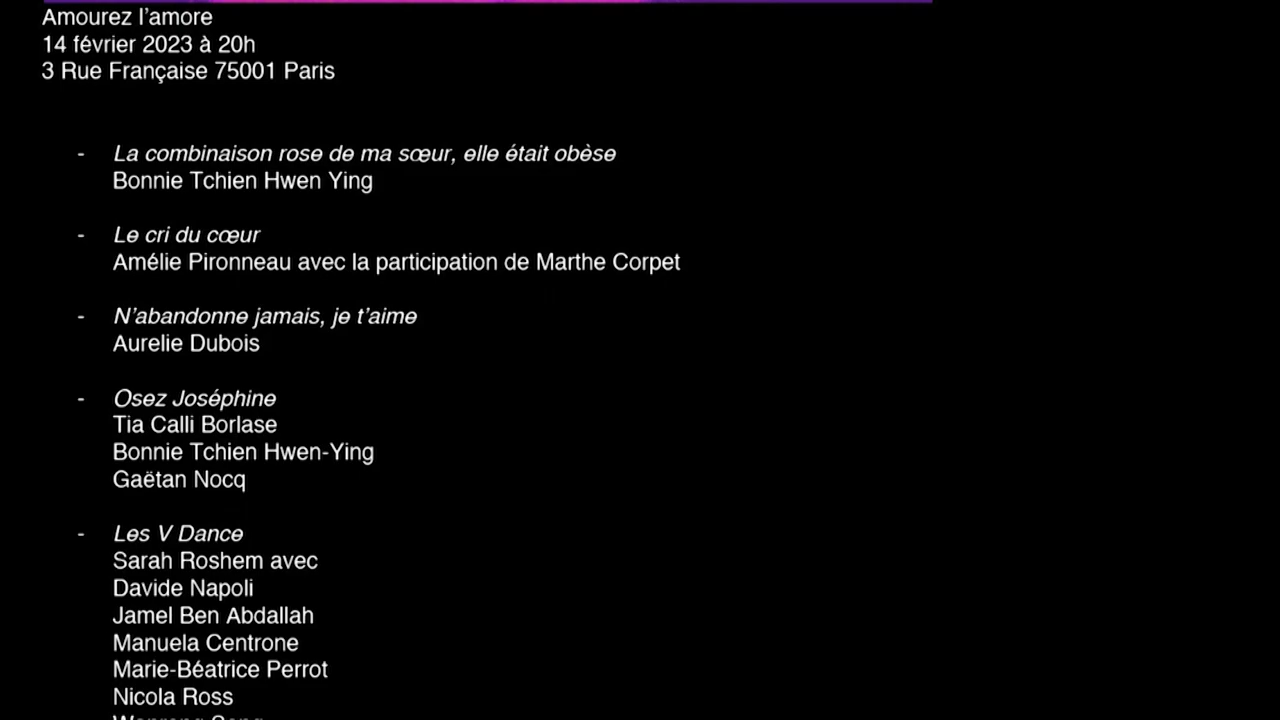 Amourez l'amore
14 février 2023 à 20h
3 Rue Française 75001 Paris
- La combinaison rose de ma sœur, elle était obèse
Bonnie Tchien Hwen Ying
- Le cri du cœur
Amélie Pironneau avec la participation de Marthe Corpet
- N'abandonne jamais, je t'aime
Aurelie Dubois
- Osez Joséphine
Tia Calli Borlase
Bonnie Tchien Hwen-Ying
Gaëtan Nocq
- Les V Dance
Sarah Roshem avec
Davide Napoli
Jamel Ben Abdallah
Manuela Centrone
Marie-Béatrice Perrot
Nicola Ross